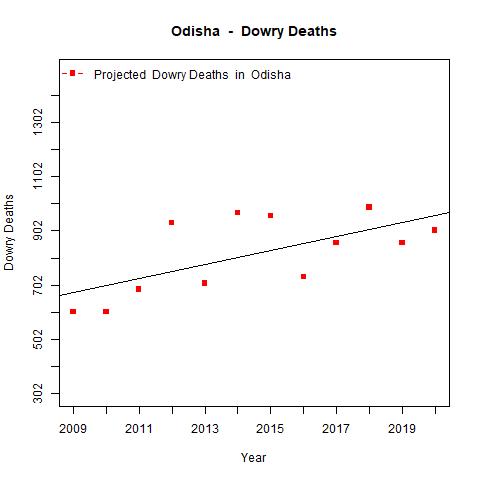 Odisha - Dowry Deaths
Projected Dowry Deaths in Odisha
Dowry Deaths
1302
1102
902
702
502
302
2009 2011 2013 2015 2017 2019
Year